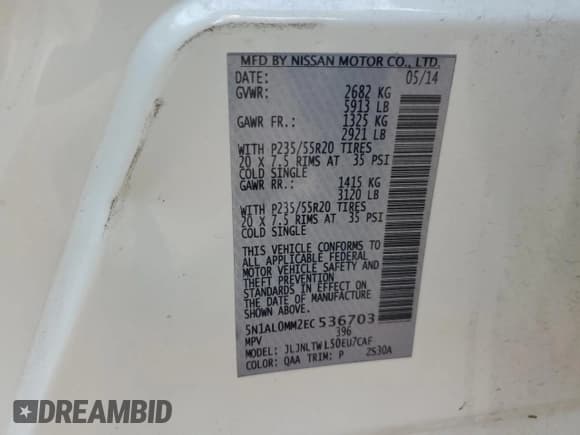 MFD BY NISSAN MOTOR CO., LTD.
DATE: 05/14
GVWR: 2682 KG
5913 LB
GAWR FR.: 1325 KG
2921 LB
WITH P235/55R20 TIRES
20 X 7.5 RIMS AT 35 PSI
COLD SINGLE
GAWR RR.: 1415 KG
3120 LB
WITH P235/55R20 TIRES
20 X 7.5 RIMS AT 35 PSI
COLD SINGLE
THIS VEHICLE CONFORMS TO
ALL APPLICABLE FEDERAL
MOTOR VEHICLE SAFETY AND
THEFT PREVENTION
STANDARDS IN EFFECT ON
THE DATE OF MANUFACTURE
SHOWN ABOVE.
5N1AL0MM2EC536703
MPV 396
MODEL: JLJNLTWLS0EU7CAF
COLOR: QAA TRIM: P ZS30A
DREAMBID